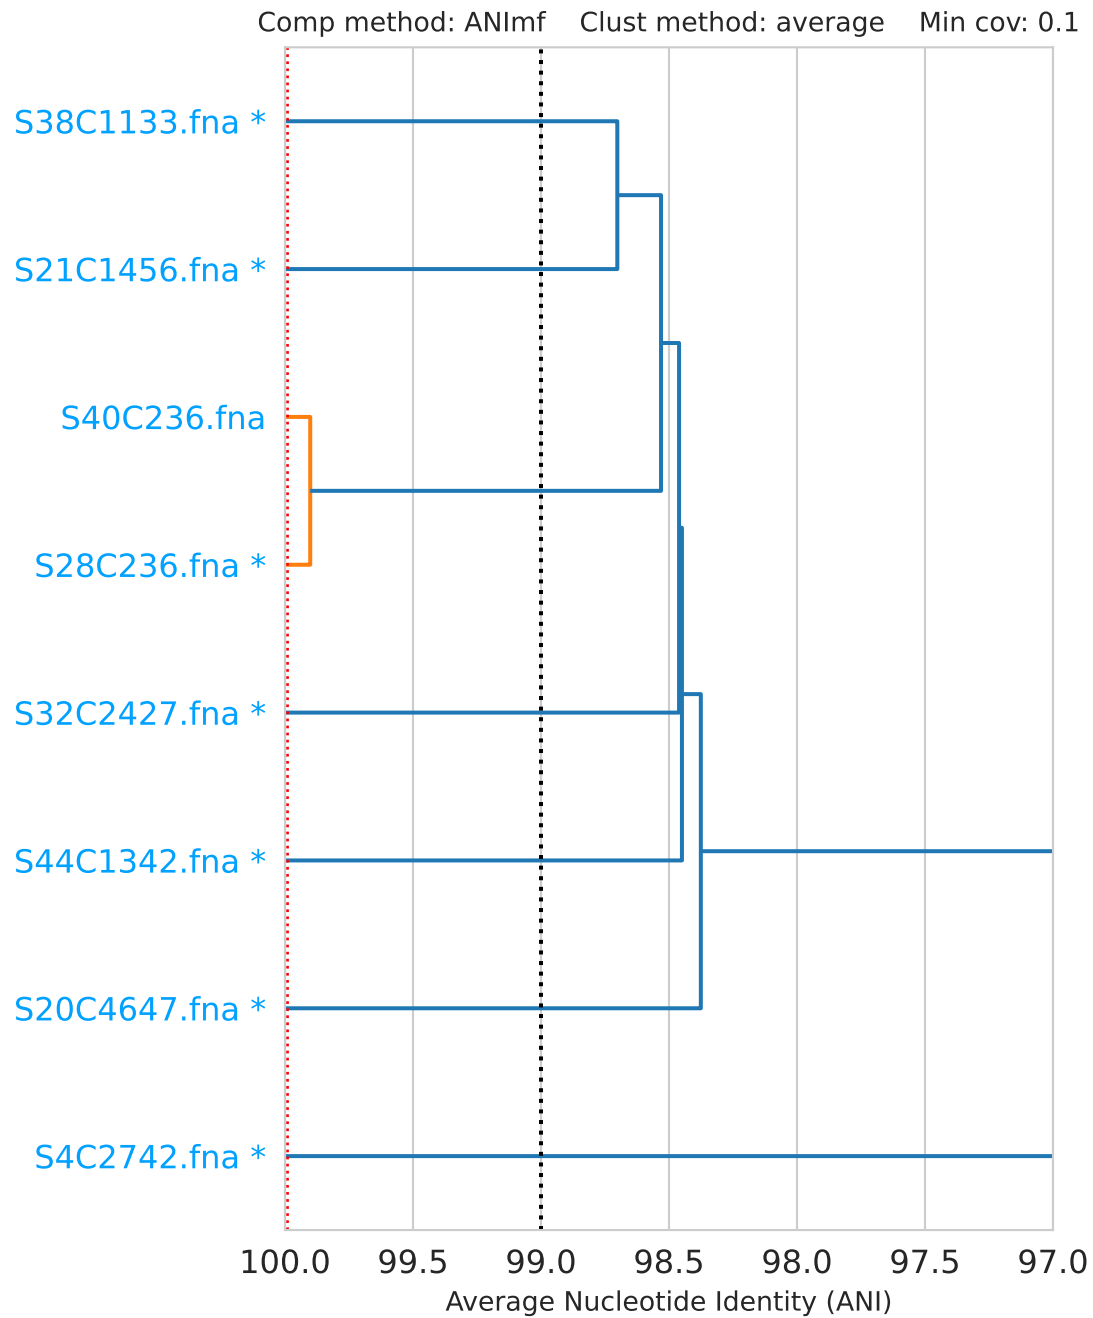 Comp method: ANImf    Clust method: average    Min cov: 0.1
S38C1133.fna *
S21C1456.fna *
S40C236.fna
S28C236.fna *
S32C2427.fna *
S44C1342.fna *
S20C4647.fna *
S4C2742.fna *
100.0 99.5 99.0 98.5 98.0 97.5 97.0
Average Nucleotide Identity (ANI)